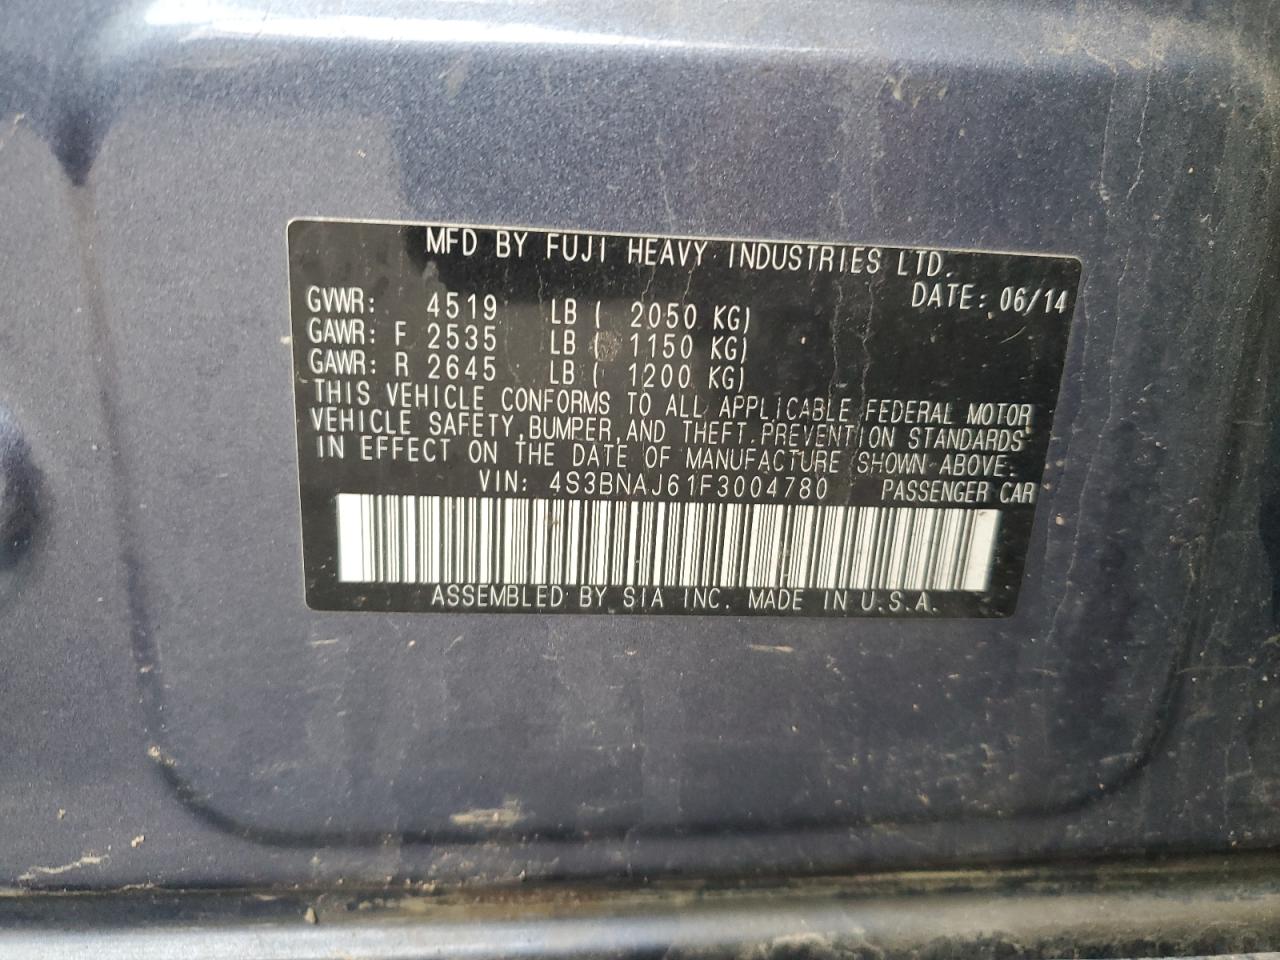 MFD BY FUJI HEAVY INDUSTRIES LTD.
DATE: 06/14
GVWR: 4519 LB ( 2050 KG)
GAWR: F 2535 LB ( 1150 KG)
GAWR: R 2645 LB ( 1200 KG)
THIS VEHICLE CONFORMS TO ALL APPLICABLE FEDERAL MOTOR
VEHICLE SAFETY,BUMPER,AND THEFT PREVENTION STANDARDS
IN EFFECT ON THE DATE OF MANUFACTURE SHOWN ABOVE.
VIN: 4S3BNAJ61F3004780 PASSENGER CAR
ASSEMBLED BY SIA INC. MADE IN U.S.A.